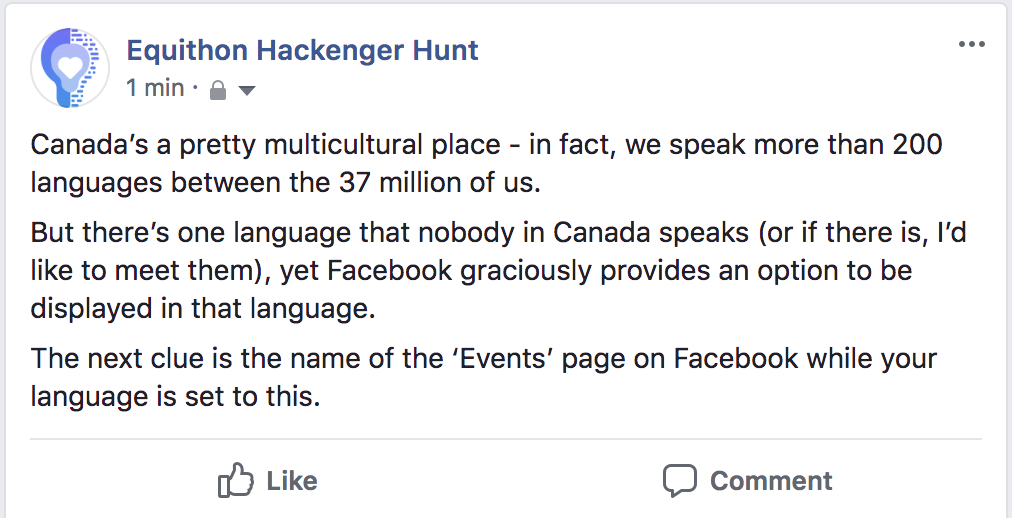 Equithon Hackenger Hunt
1 min ·
Canada’s a pretty multicultural place - in fact, we speak more than 200
languages between the 37 million of us.
But there’s one language that nobody in Canada speaks (or if there is, I’d
like to meet them), yet Facebook graciously provides an option to be
displayed in that language.
The next clue is the name of the ‘Events’ page on Facebook while your
language is set to this.
Like
Comment